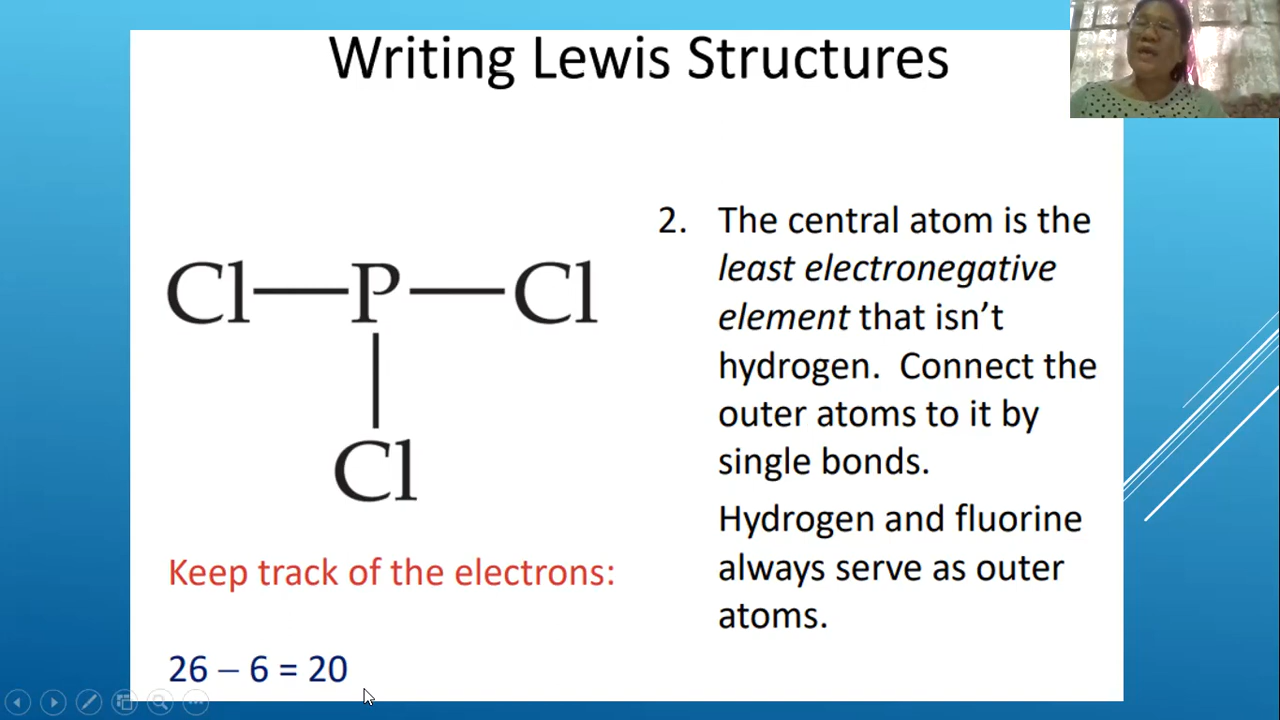 Writing Lewis Structures
Cl—P—Cl
Cl
Keep track of the electrons:
26 – 6 = 20
2. The central atom is the
least electronegative
element that isn’t
hydrogen. Connect the
outer atoms to it by
single bonds.
Hydrogen and fluorine
always serve as outer
atoms.